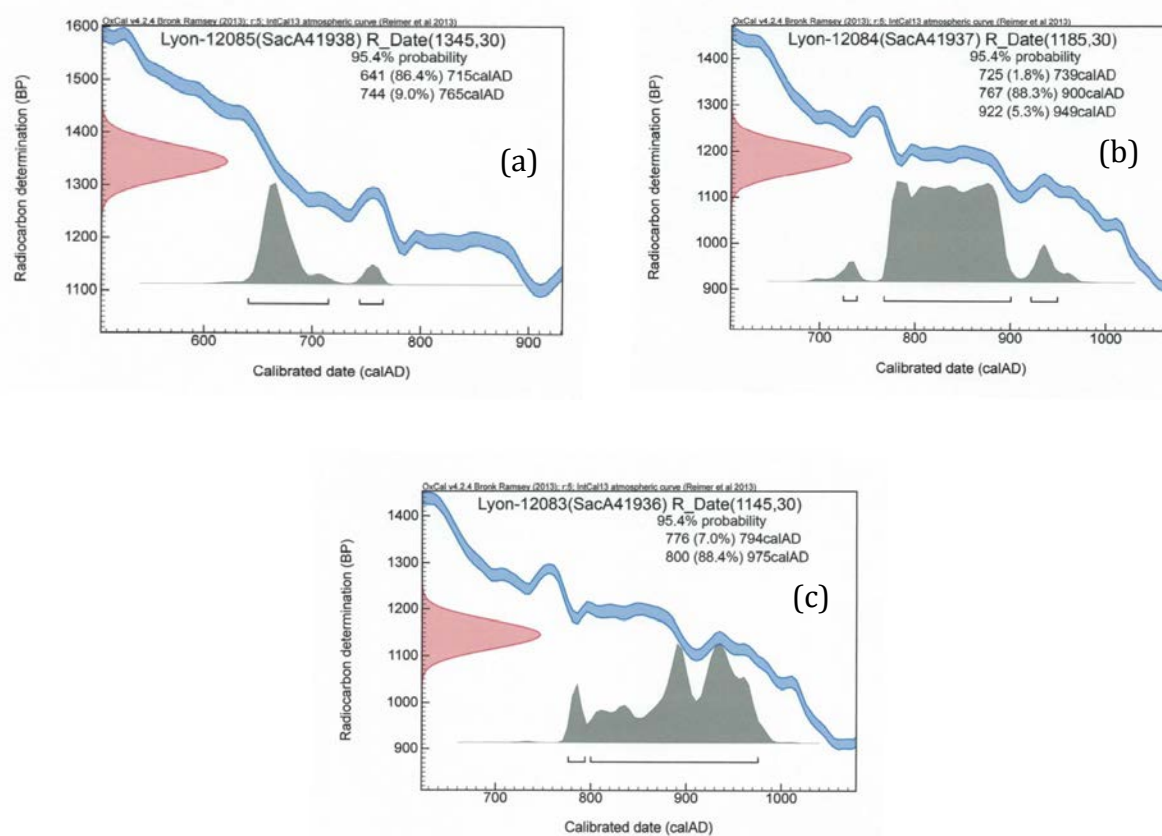 OxCal v4.2.4 Bronk Ramsey (2013); r:5; IntCal13 atmospheric curve (Reimer et al 2013)
Lyon-12085(SacA41938) R_Date(1345,30)
95.4% probability
641 (86.4%) 715calAD
744 (9.0%) 765calAD
(a)
Radiocarbon determination (BP)
1600
1500
1400
1300
1200
1100
600 700 800 900
Calibrated date (calAD)
OxCal v4.2.4 Bronk Ramsey (2013); r:5; IntCal13 atmospheric curve (Reimer et al 2013)
Lyon-12084(SacA41937) R_Date(1185,30)
95.4% probability
725 (1.8%) 739calAD
767 (88.3%) 900calAD
922 (5.3%) 949calAD
(b)
Radiocarbon determination (BP)
1400
1300
1200
1100
1000
900
700 800 900 1000
Calibrated date (calAD)
OxCal v4.2.4 Bronk Ramsey (2013); r:5; IntCal13 atmospheric curve (Reimer et al 2013)
Lyon-12083(SacA41936) R_Date(1145,30)
95.4% probability
776 (7.0%) 794calAD
800 (88.4%) 975calAD
(c)
Radiocarbon determination (BP)
1400
1300
1200
1100
1000
900
700 800 900 1000
Calibrated date (calAD)